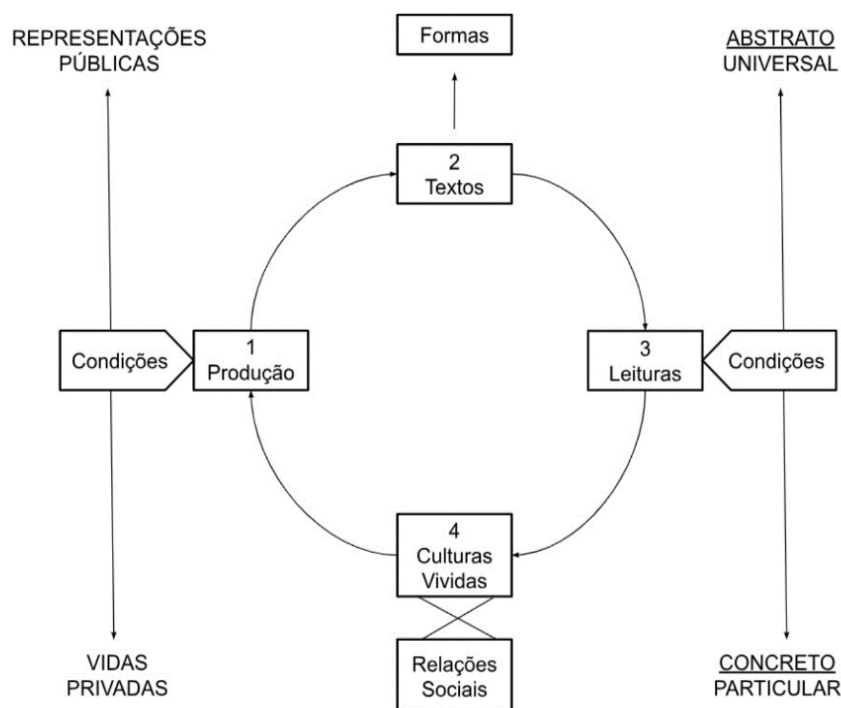 REPRESENTAÇÕES
PÚBLICAS
Formas
ABSTRATO
UNIVERSAL
2
Textos
Condições
1
Produção
3
Leituras
Condições
4
Culturas
Vividas
VIDAS
PRIVADAS
Relações
Sociais
CONCRETO
PARTICULAR